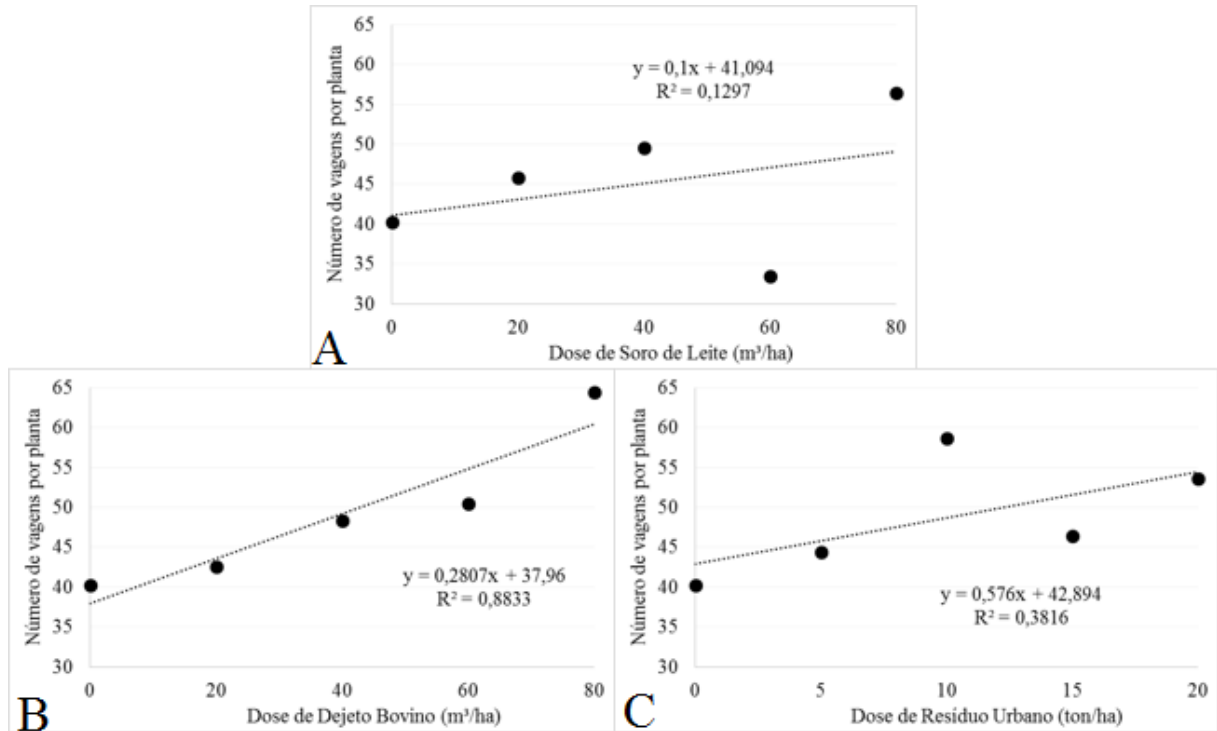 Número de vagens por planta
65
60
55
50
45
40
35
30
y = 0,1x + 41,094
R² = 0,1297
0 20 40 60 80
Dose de Soro de Leite (m³/ha)
A
Número de vagens por planta
65
60
55
50
45
40
35
30
y = 0,2807x + 37,96
R² = 0,8833
0 20 40 60 80
Dose de Dejeto Bovino (m³/ha)
B
Número de vagens por planta
65
60
55
50
45
40
35
30
y = 0,576x + 42,894
R² = 0,3816
0 5 10 15 20
Dose de Resíduo Urbano (ton/ha)
C